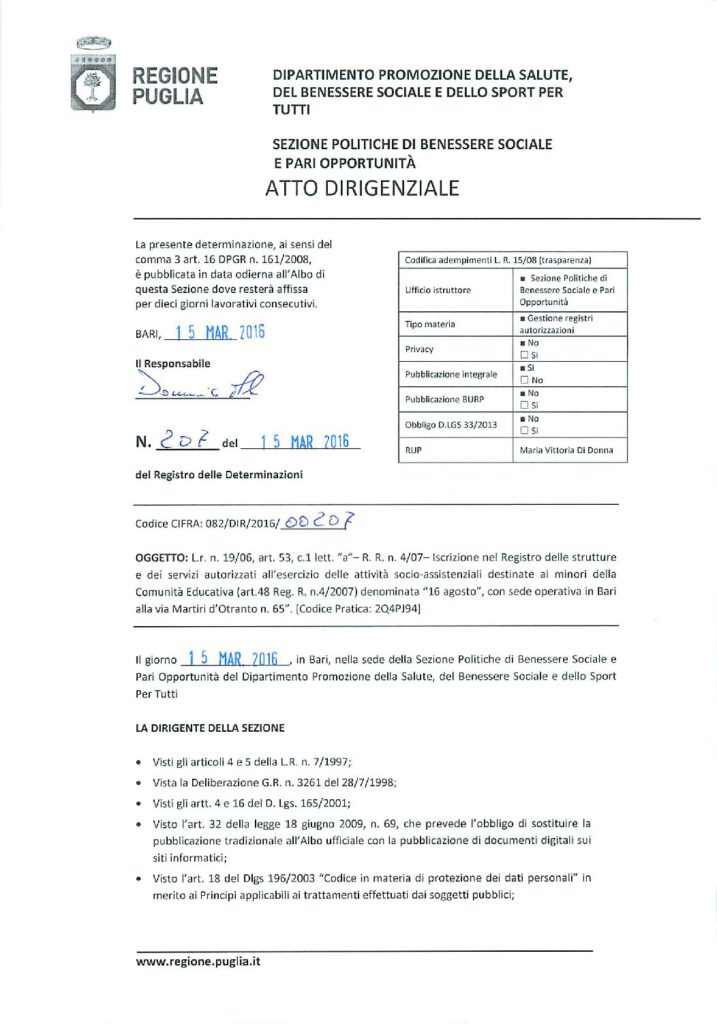 REGIONE
PUGLIA
DIPARTIMENTO PROMOZIONE DELLA SALUTE,
DEL BENESSERE SOCIALE E DELLO SPORT PER
TUTTI
SEZIONE POLITICHE DI BENESSERE SOCIALE
E PARI OPPORTUNITÀ
ATTO DIRIGENZIALE
La presente determinazione, ai sensi del
comma 3 art. 16 DPGR n. 161/2008,
è pubblicata in data odierna all'Albo di
questa Sezione dove resterà affissa
per dieci giorni lavorativi consecutivi.
BARI, 15 MAR. 2016
Il Responsabile
N. 207 del 15 MAR 2016
del Registro delle Determinazioni
Codifica adempimenti L. R. 15/08 (trasparenza)
Ufficio istruttore
■ Sezione Politiche di
Benessere Sociale e Pari
Opportunità
Tipo materia
■ Gestione registri
autorizzazioni
Privacy
■ No
□ Sì
Pubblicazione integrale
■ Sì
□ No
Pubblicazione BURP
■ No
□ Sì
Obbligo D.LGS 33/2013
■ No
□ Sì
RUP
Maria Vittoria Di Donna
Codice CIFRA: 082/DIR/2016/ 00207
OGGETTO: L.r. n. 19/06, art. 53, c.1 lett. "a"– R. R. n. 4/07– Iscrizione nel Registro delle strutture
e dei servizi autorizzati all'esercizio delle attività socio-assistenziali destinate ai minori della
Comunità Educativa (art.48 Reg. R. n.4/2007) denominata "16 agosto", con sede operativa in Bari
alla via Martiri d'Otranto n. 65". [Codice Pratica: 2Q4PJ94]
Il giorno 15 MAR. 2016, in Bari, nella sede della Sezione Politiche di Benessere Sociale e
Pari Opportunità del Dipartimento Promozione della Salute, del Benessere Sociale e dello Sport
Per Tutti
LA DIRIGENTE DELLA SEZIONE
• Visti gli articoli 4 e 5 della L.R. n. 7/1997;
• Vista la Deliberazione G.R. n. 3261 del 28/7/1998;
• Visti gli artt. 4 e 16 del D. Lgs. 165/2001;
• Visto l'art. 32 della legge 18 giugno 2009, n. 69, che prevede l'obbligo di sostituire la
pubblicazione tradizionale all'Albo ufficiale con la pubblicazione di documenti digitali sui
siti informatici;
• Visto l'art. 18 del Dlgs 196/2003 "Codice in materia di protezione dei dati personali" in
merito ai Principi applicabili ai trattamenti effettuati dai soggetti pubblici;
www.regione.puglia.it